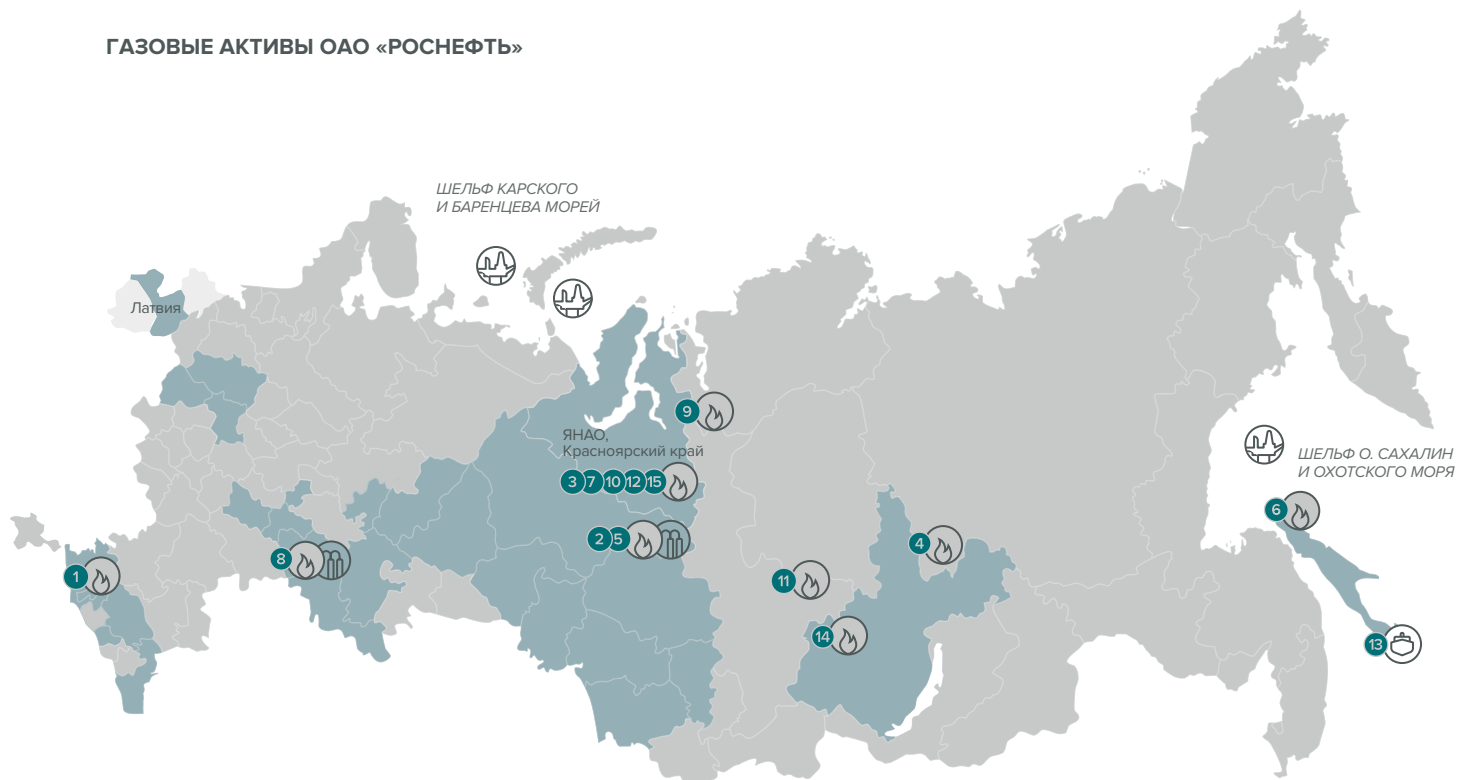 ГАЗОВЫЕ АКТИВЫ ОАО «РОСНЕФТЬ»
ШЕЛЬФ КАРСКОГО
И БАРЕНЦЕВА МОРЕЙ
Латвия
9
ЯНАО,
Красноярский край
3 7 10 12 15
ШЕЛЬФ О. САХАЛИН
И ОХОТСКОГО МОРЯ
6
2 5
4
8
1
11
14
13